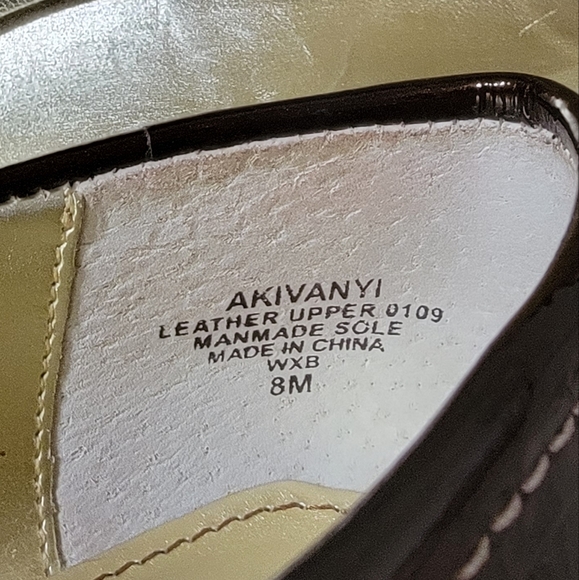 AKIVANYI
LEATHER UPPER 0109
MANMADE SOLE
MADE IN CHINA
WXB
8M